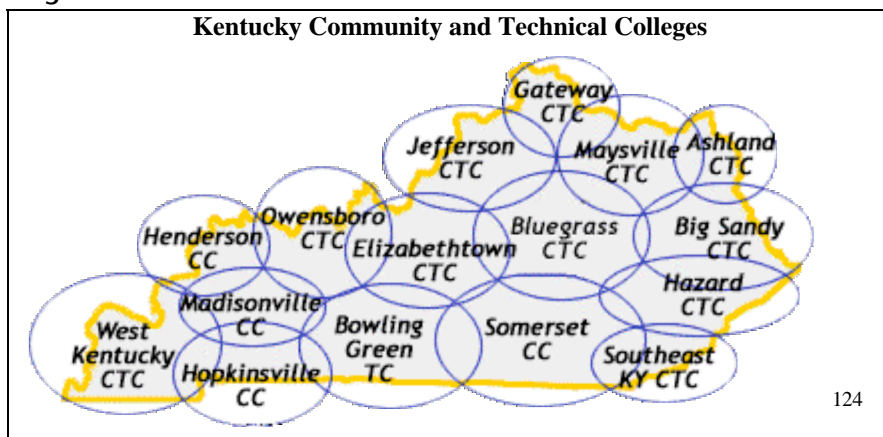 Kentucky Community and Technical Colleges
Gateway
CTC
Jefferson
CTC
Maysville
CTC
Ashland
CTC
Henderson
CC
Owensboro
CTC
Elizabethtown
CTC
Bluegrass
CTC
Big Sandy
CTC
Hazard
CTC
Madisonville
CC
West
Kentucky
CTC
Bowling
Green
TC
Somerset
CC
Southeast
KY CTC
Hopkinsville
CC
124